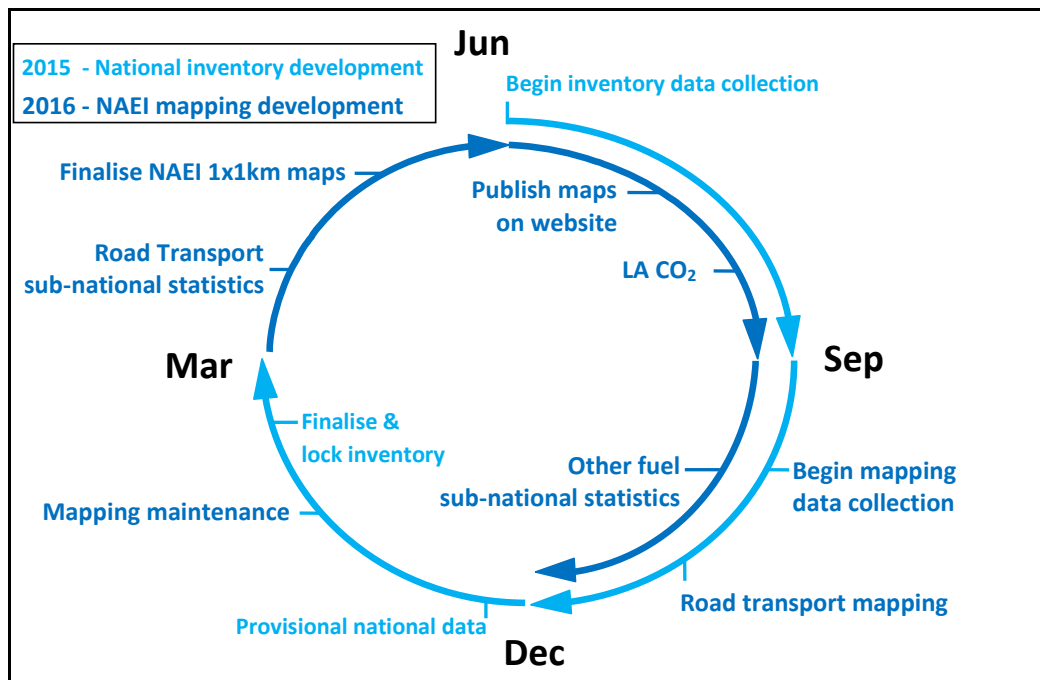 Jun
2015 - National inventory development
2016 - NAEI mapping development
Begin inventory data collection
Finalise NAEI 1x1km maps
Publish maps
on website
Road Transport
sub-national statistics
LA CO₂
Mar
Sep
Finalise &
lock inventory
Other fuel
sub-national statistics
Begin mapping
data collection
Mapping maintenance
Road transport mapping
Provisional national data
Dec